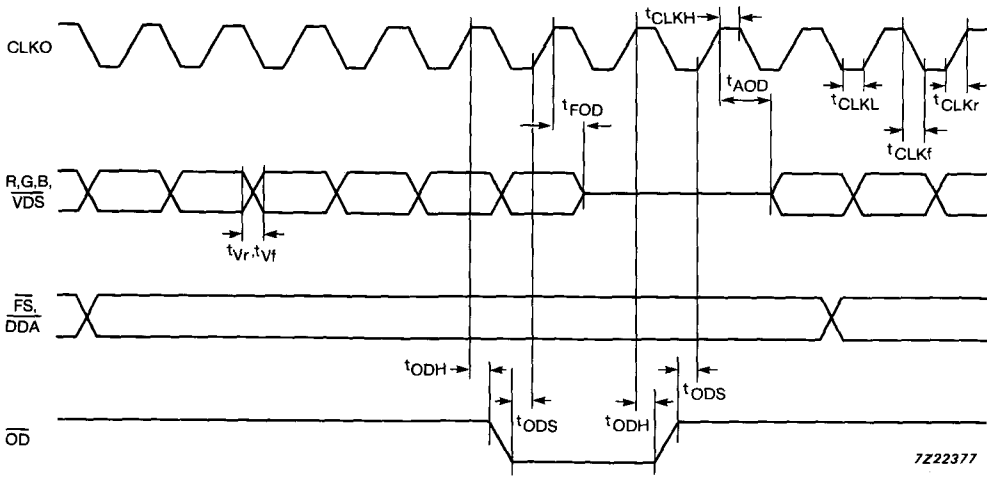 CLKO
tCLKH
tFOD
tAOD
tCLKL
tCLKf
tCLKr
R,G,B,
VDS
tVr, tVf
FS,
DDA
tODH
tODS
tODH
tODS
OD
7Z22377